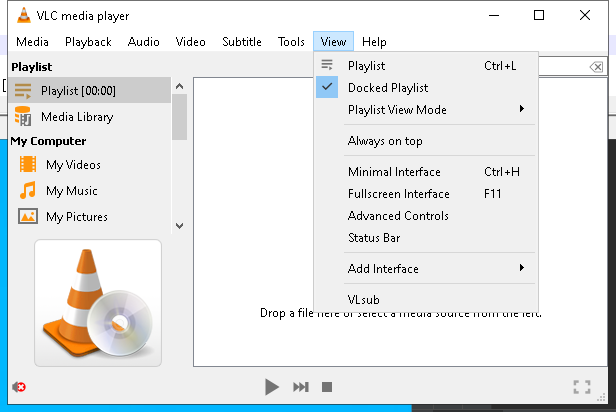 VLC media player
Media Playback Audio Video Subtitle Tools View Help
Playlist
Playlist [00:00]
Media Library
My Computer
My Videos
My Music
My Pictures
Playlist Ctrl+L
Docked Playlist
Playlist View Mode
Always on top
Minimal Interface Ctrl+H
Fullscreen Interface F11
Advanced Controls
Status Bar
Add Interface
VLsub
Drop a file here or select a media source from the left.